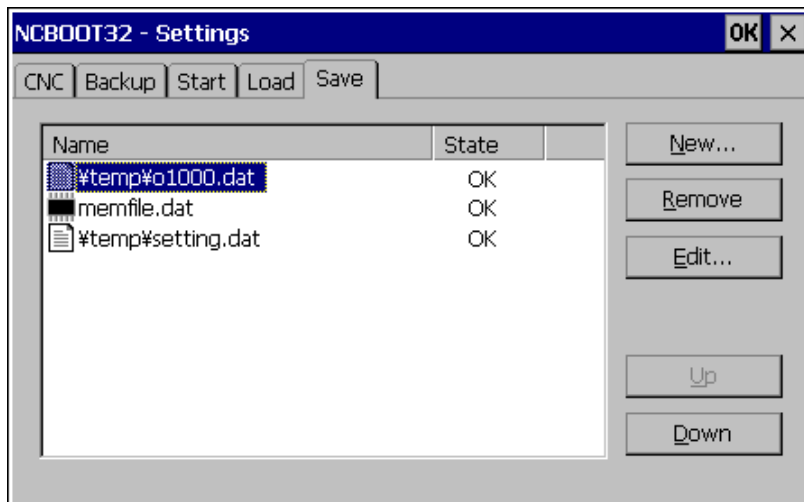 NCBOOT32 - Settings OK ×
CNC Backup Start Load Save
Name State New...
¥temp¥o1000.dat OK
memfile.dat OK Remove
¥temp¥setting.dat OK
Edit...
Up
Down